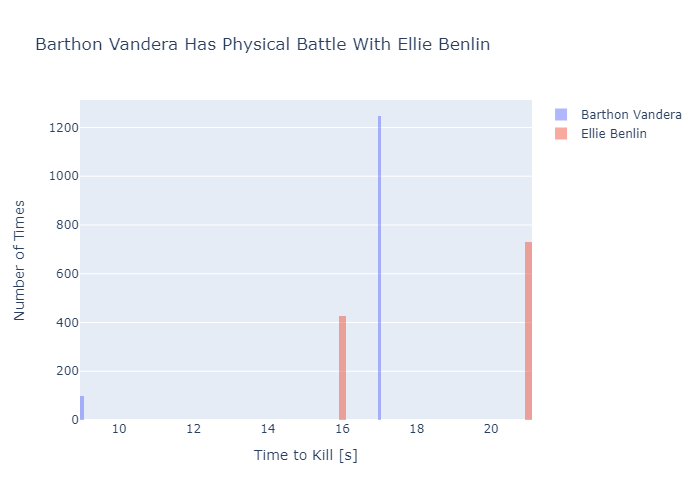 Barthon Vandera Has Physical Battle With Ellie Benlin
Barthon Vandera
Ellie Benlin
Number of Times
1200
1000
800
600
400
200
0
10 12 14 16 18 20
Time to Kill [s]